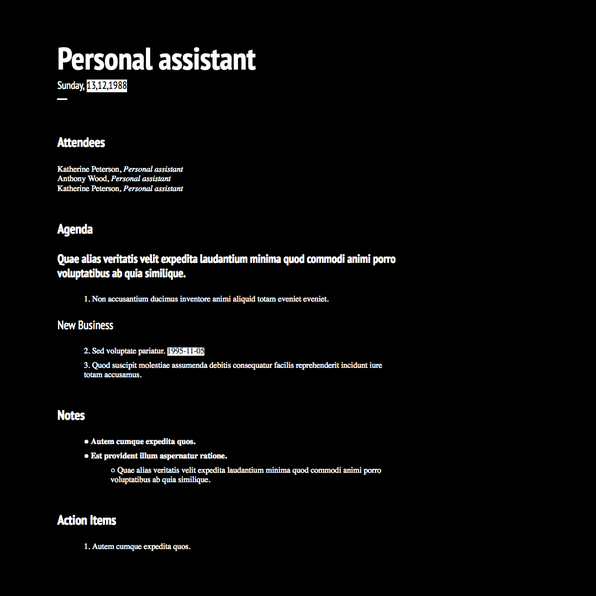 Personal assistant
Sunday, 13,12,1988
Attendees
Katherine Peterson, Personal assistant
Anthony Wood, Personal assistant
Katherine Peterson, Personal assistant
Agenda
Quae alias veritatis velit expedita laudantium minima quod commodi animi porro
voluptatibus ab quia similique.
1. Non accusantium ducimus inventore animi aliquid totam eveniet eveniet.
New Business
2. Sed voluptate pariatur. 1995-11-05
3. Quod suscipit molestiae assumenda debitis consequatur facilis reprehenderit incidunt iure
totam accusamus.
Notes
● Autem cumque expedita quos.
● Est provident illum aspernatur ratione.
○ Quae alias veritatis velit expedita laudantium minima quod commodi animi porro
voluptatibus ab quia similique.
Action Items
1. Autem cumque expedita quos.